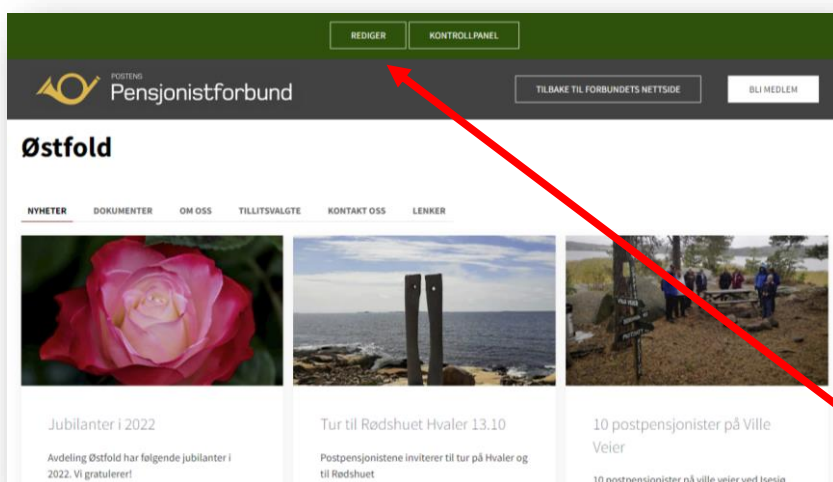 REDIGER KONTROLLPANEL
POSTENS
Pensjonistforbund
TILBAKE TIL FORBUNDETS NETTSIDE BLI MEDLEM
Østfold
NYHETER DOKUMENTER OM OSS TILLITSVALGTE KONTAKT OSS LENKER
Jubilanter i 2022
Avdeling Østfold har følgende jubilanter i
2022. Vi gratulerer!
Tur til Rødshuet Hvaler 13.10
Postpensjonistene inviterer til tur på Hvaler og
til Rødshuet
10 postpensjonister på Ville
Veier
10 postpensjonister på ville veier ved Isesjø